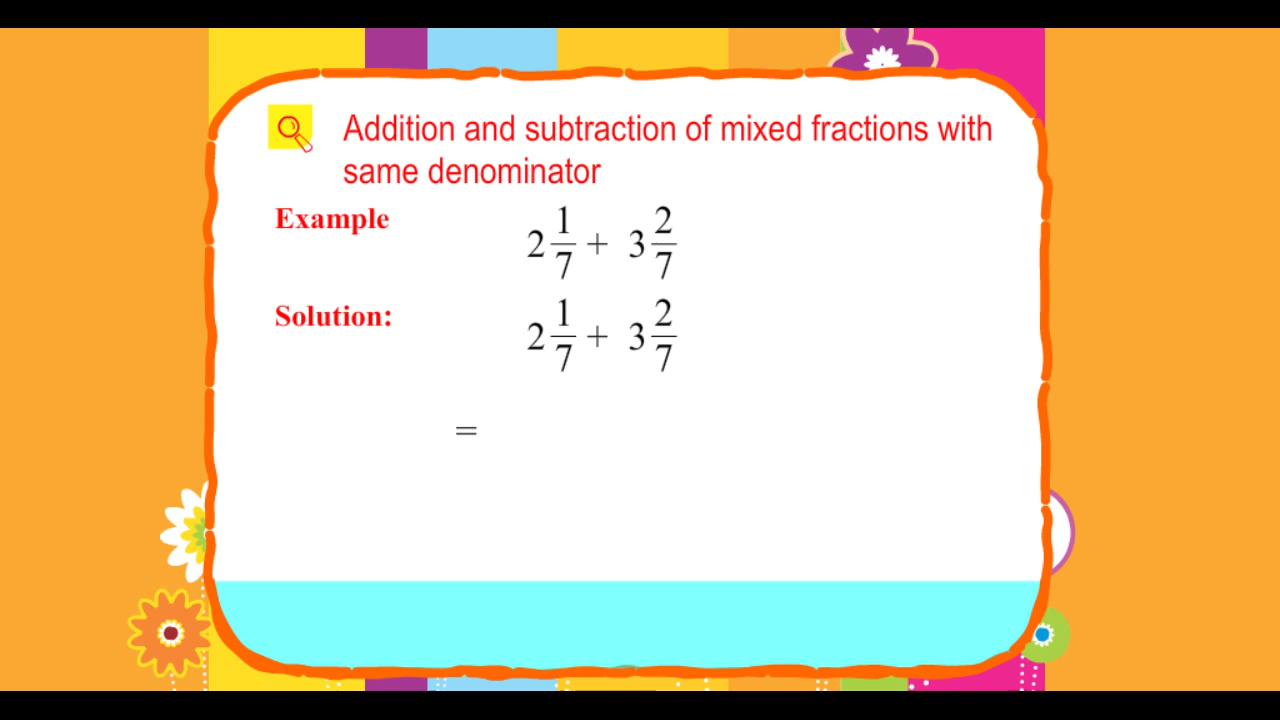 Addition and subtraction of mixed fractions with
same denominator
Example 2 1/7 + 3 2/7
Solution: 2 1/7 + 3 2/7
=